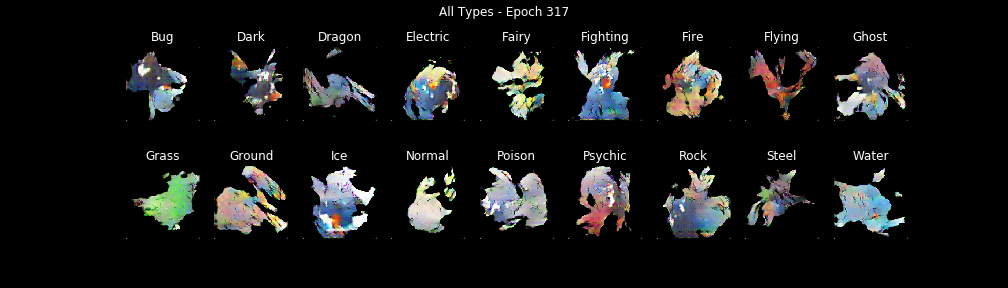 All Types - Epoch 317
Bug Dark Dragon Electric Fairy Fighting Fire Flying Ghost
Grass Ground Ice Normal Poison Psychic Rock Steel Water